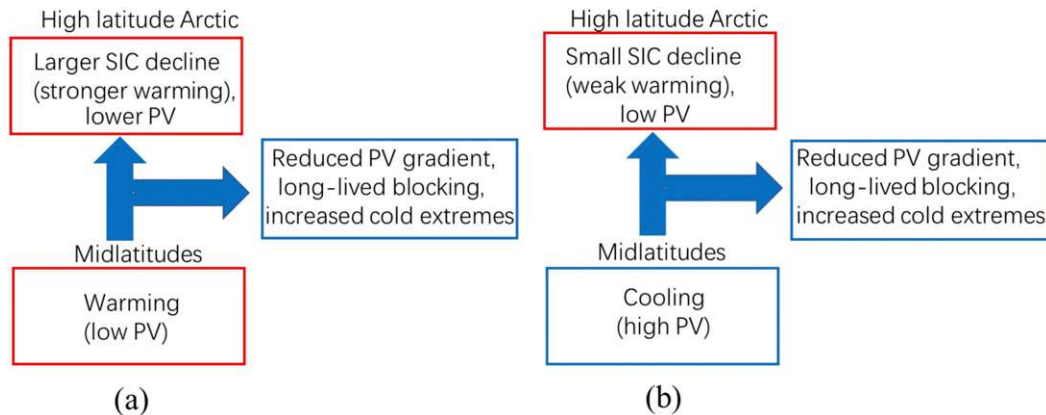 High latitude Arctic
Larger SIC decline
(stronger warming),
lower PV
Reduced PV gradient,
long-lived blocking,
increased cold extremes
Midlatitudes
Warming
(low PV)
(a)
High latitude Arctic
Small SIC decline
(weak warming),
low PV
Reduced PV gradient,
long-lived blocking,
increased cold extremes
Midlatitudes
Cooling
(high PV)
(b)